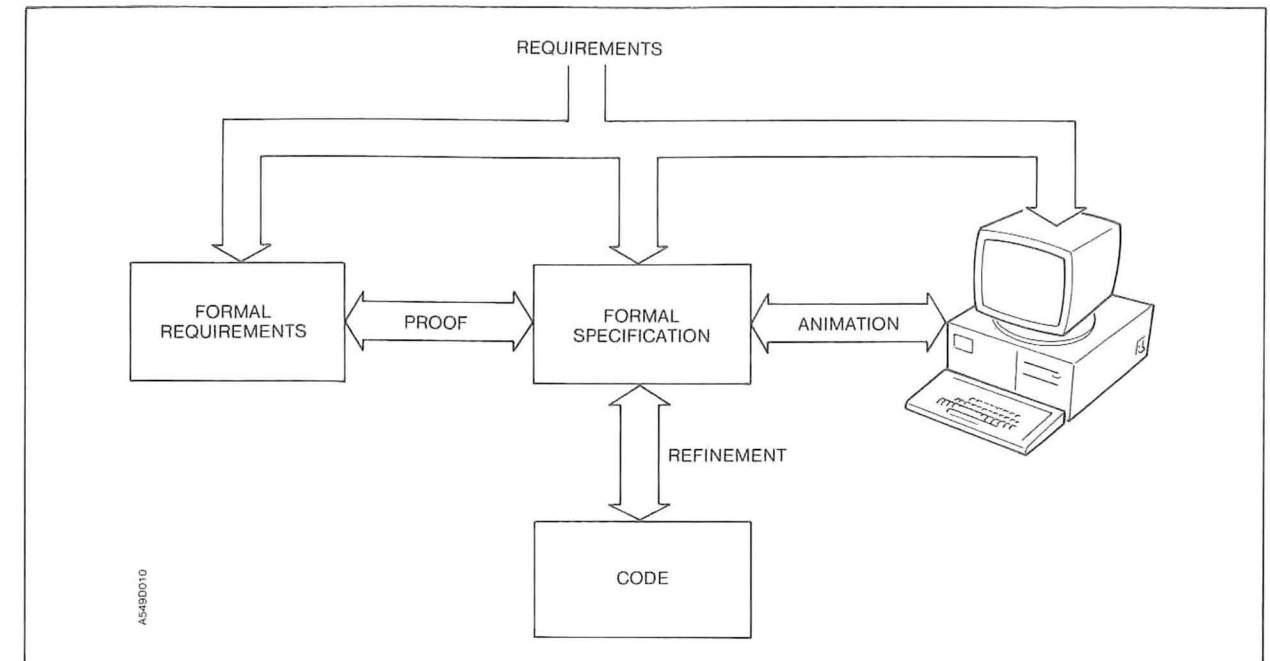 REQUIREMENTS
FORMAL
REQUIREMENTS
PROOF
FORMAL
SPECIFICATION
ANIMATION
REFINEMENT
CODE
A549D010